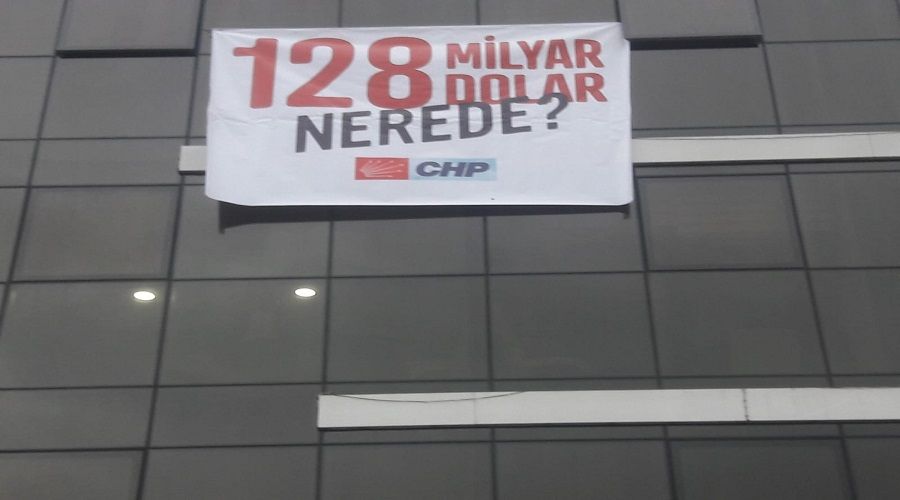 128 MİLYAR
DOLAR
NEREDE?
CHP